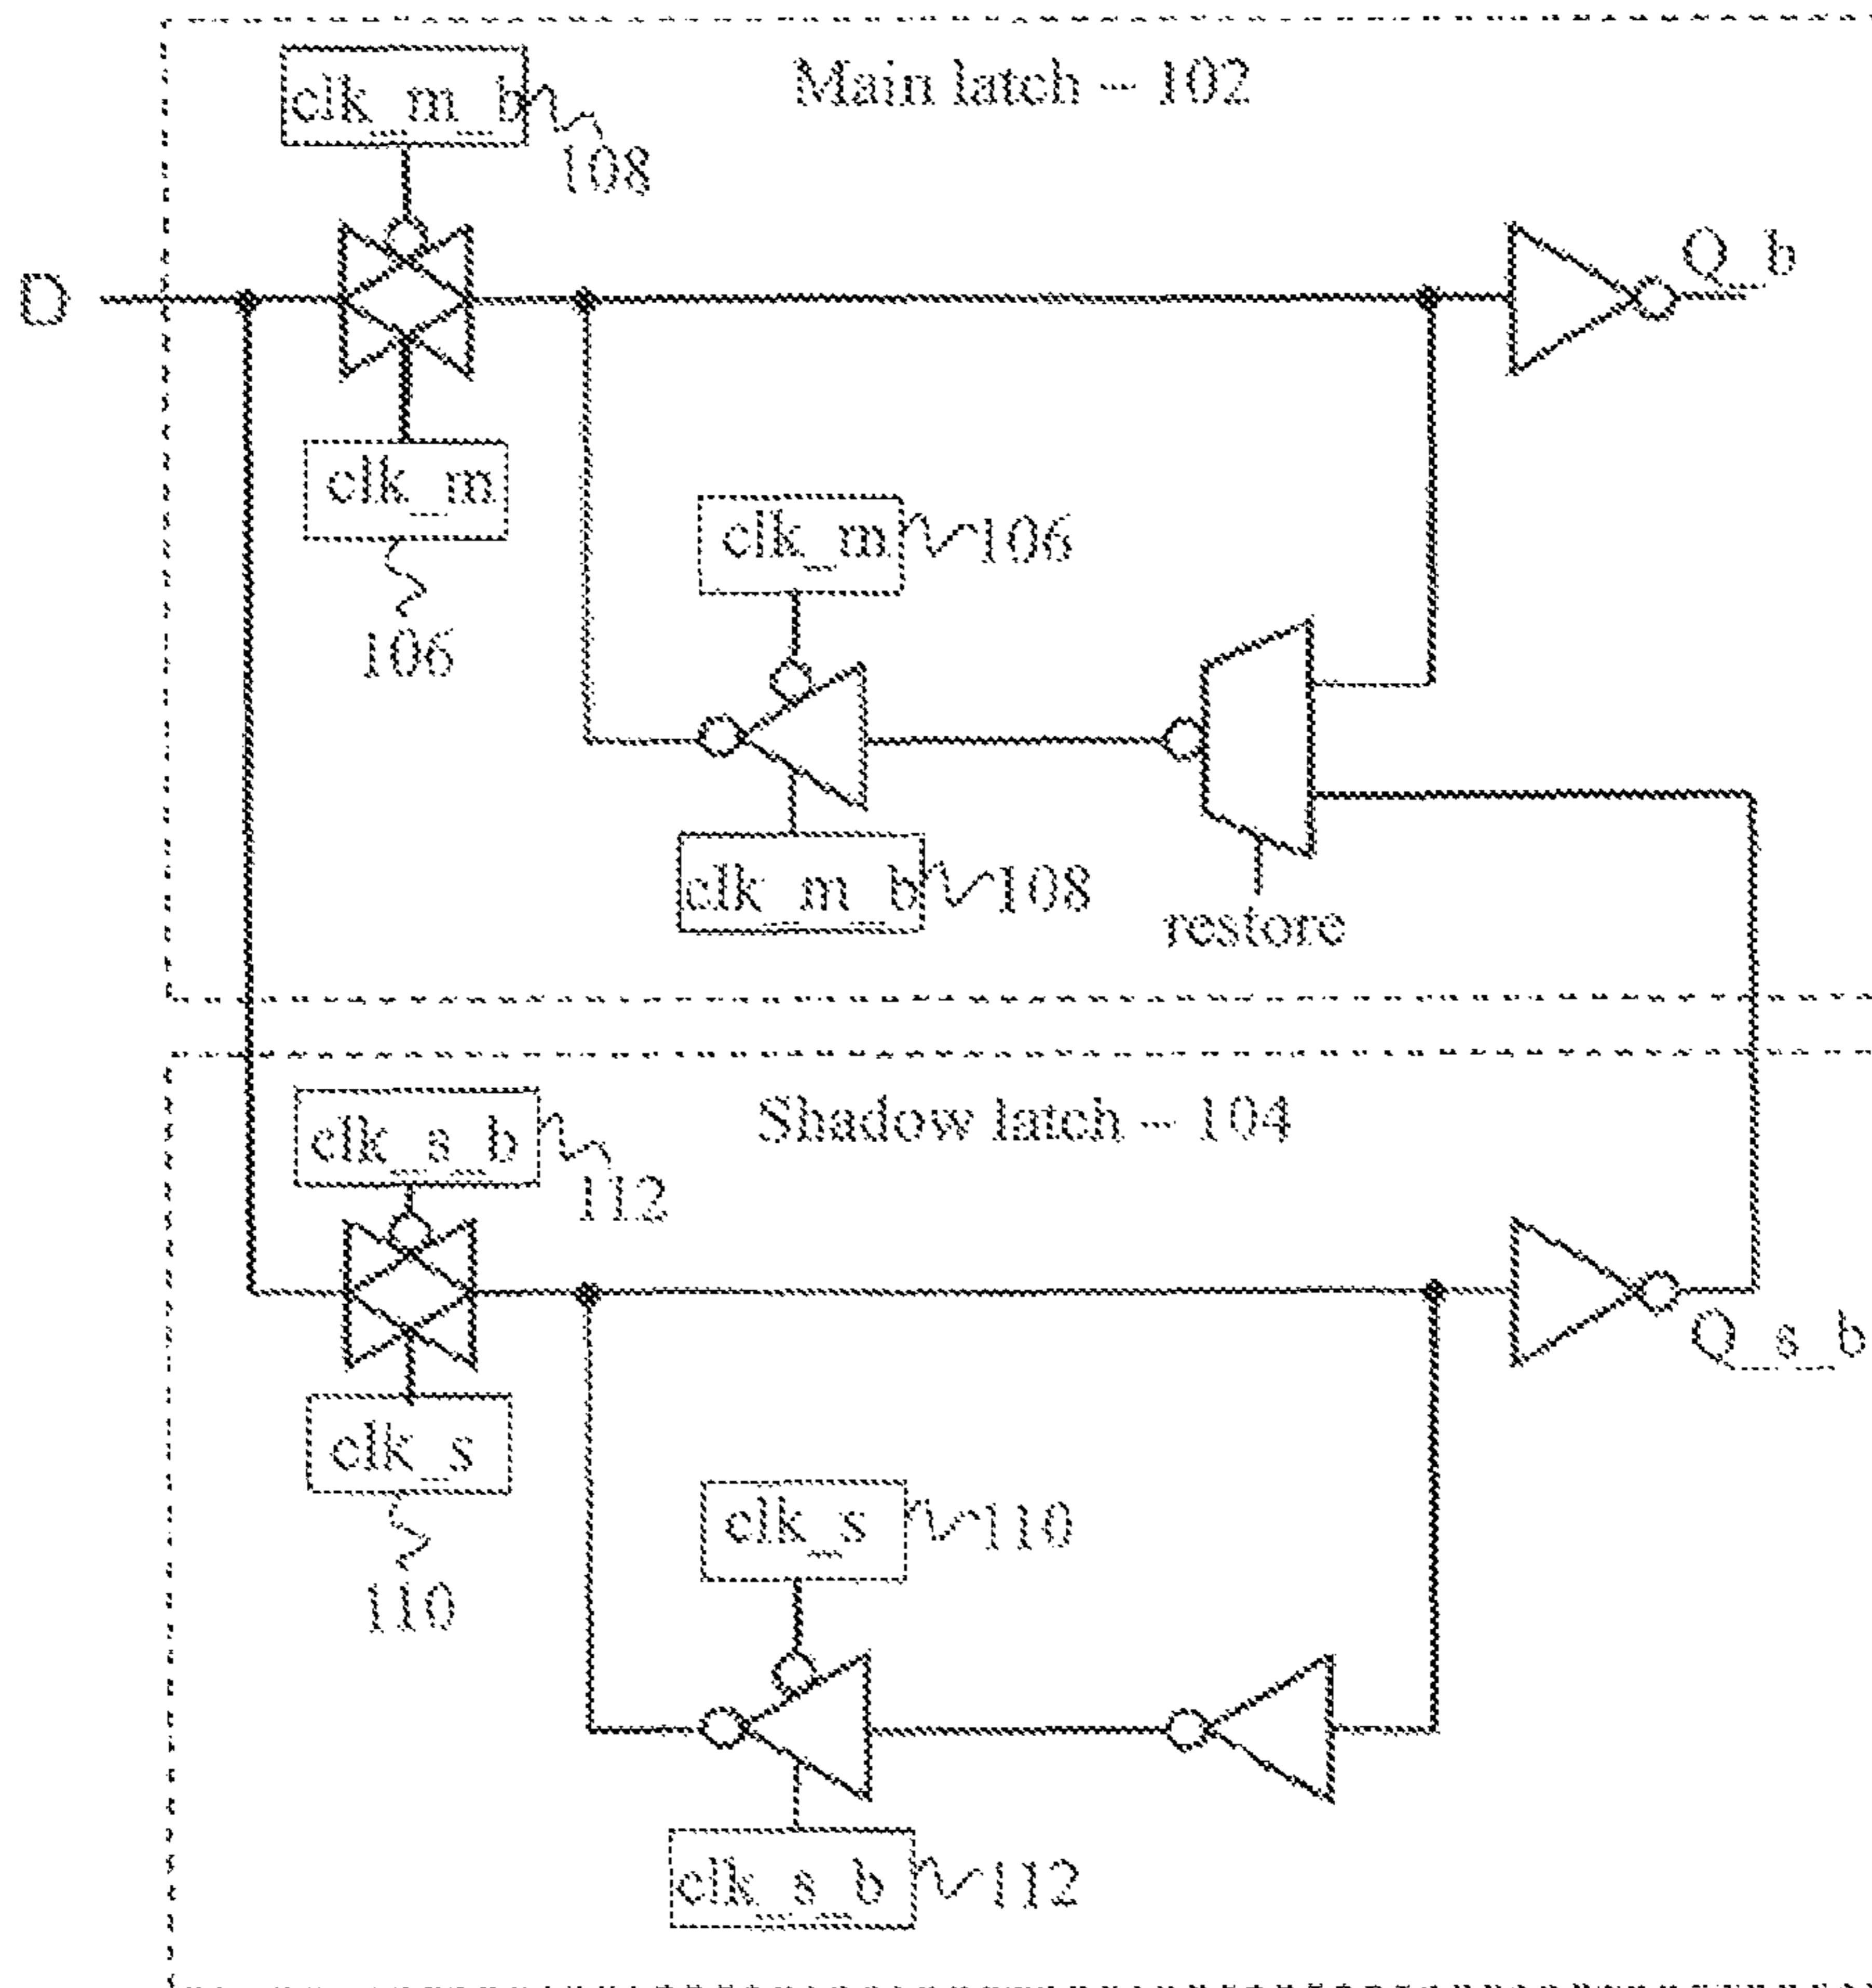 clk_m_b
Main latch – 102
108
D
Q_b
clk_m
clk_m
106
106
clk_m_b
108
restore
clk_s_b
Shadow latch – 104
112
Q_s_b
clk_s
clk_s
110
110
clk_s_b
112